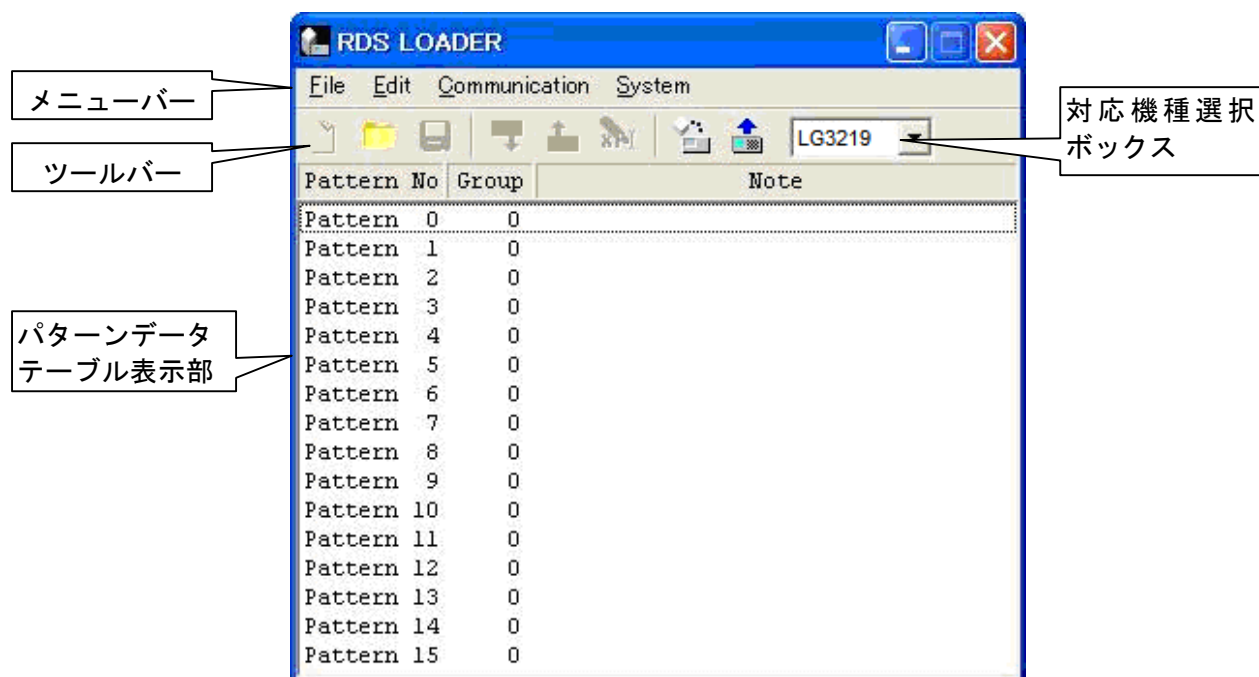 RDS LOADER
メニューバー
File Edit Communication System
対応機種選択
ボックス
LG3219
ツールバー
Pattern No Group Note
Pattern 0 0
Pattern 1 0
Pattern 2 0
Pattern 3 0
パターンデータ
テーブル表示部
Pattern 4 0
Pattern 5 0
Pattern 6 0
Pattern 7 0
Pattern 8 0
Pattern 9 0
Pattern 10 0
Pattern 11 0
Pattern 12 0
Pattern 13 0
Pattern 14 0
Pattern 15 0